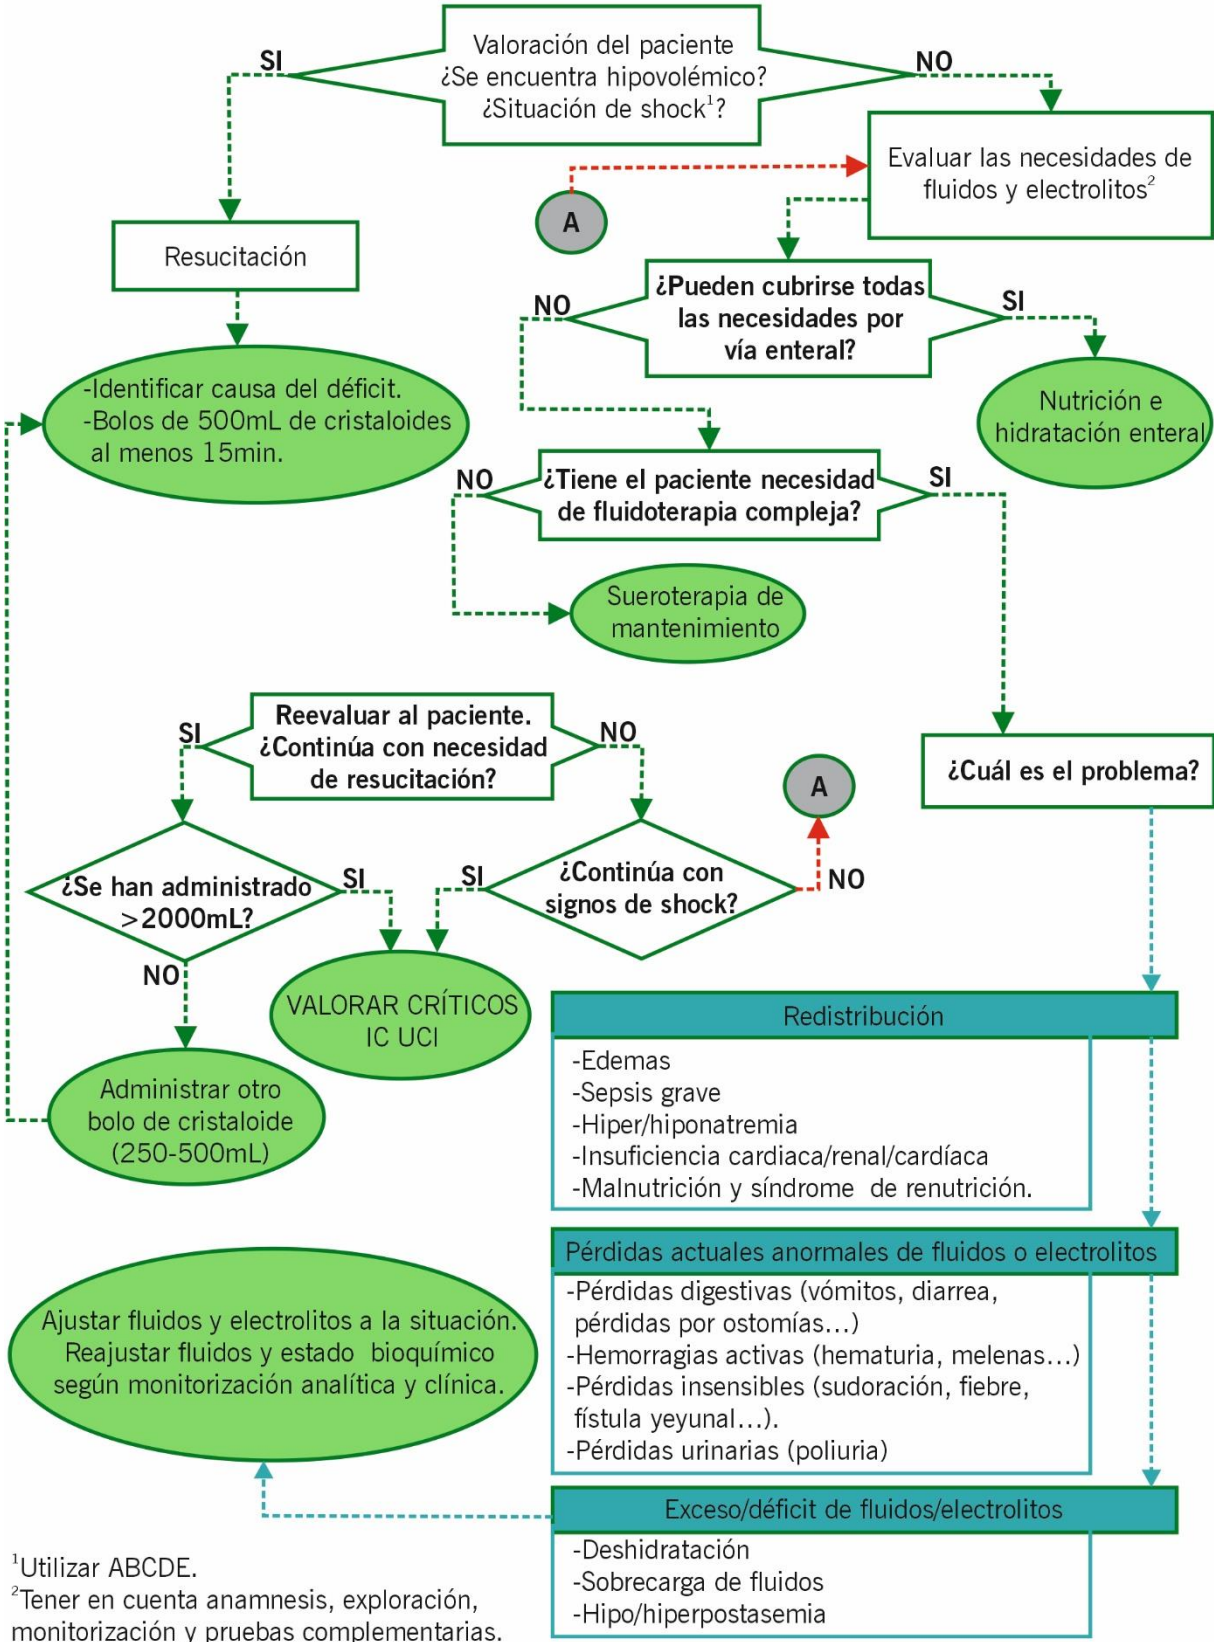 Valoración del paciente
¿Se encuentra hipovolémico?
¿Situación de shock¹?
SI
NO
Evaluar las necesidades de
fluidos y electrolitos²
A
Resucitación
¿Pueden cubrirse todas
las necesidades por
vía enteral?
NO
SI
-Identificar causa del déficit.
-Bolos de 500mL de cristaloides
al menos 15min.
Nutrición e
hidratación enteral
¿Tiene el paciente necesidad
de fluidoterapia compleja?
NO
SI
Sueroterapia de
mantenimiento
Reevaluar al paciente.
¿Continúa con necesidad
de resucitación?
SI
NO
A
¿Cuál es el problema?
¿Se han administrado
>2000mL?
SI
NO
¿Continúa con
signos de shock?
SI
NO
VALORAR CRÍTICOS
IC UCI
Administrar otro
bolo de cristaloide
(250-500mL)
Redistribución
-Edemas
-Sepsis grave
-Hiper/hiponatremia
-Insuficiencia cardiaca/renal/cardíaca
-Malnutrición y síndrome de renutrición.
Pérdidas actuales anormales de fluidos o electrolitos
-Pérdidas digestivas (vómitos, diarrea,
pérdidas por ostomías...)
-Hemorragias activas (hematuria, melenas...)
-Pérdidas insensibles (sudoración, fiebre,
fístula yeyunal...).
-Pérdidas urinarias (poliuria)
Ajustar fluidos y electrolitos a la situación.
Reajustar fluidos y estado bioquímico
según monitorización analítica y clínica.
Exceso/déficit de fluidos/electrolitos
-Deshidratación
-Sobrecarga de fluidos
-Hipo/hiperpostasemia
¹Utilizar ABCDE.
²Tener en cuenta anamnesis, exploración,
monitorización y pruebas complementarias.